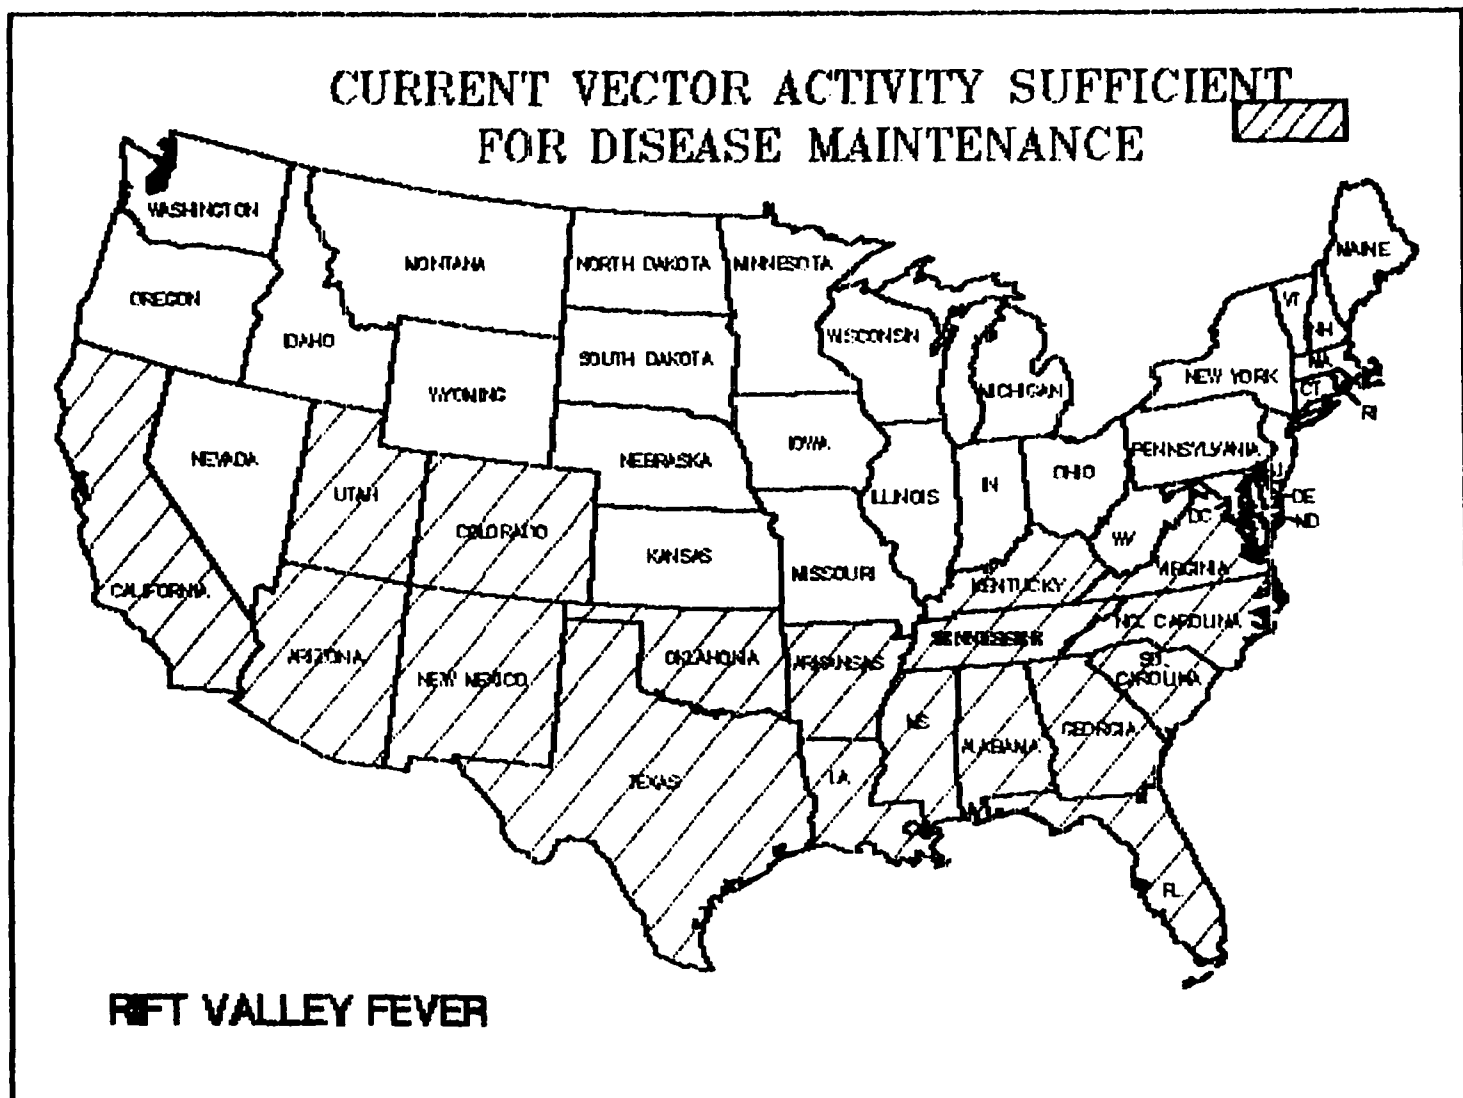 CURRENT VECTOR ACTIVITY SUFFICIENT
FOR DISEASE MAINTENANCE
WASHINGTON
MONTANA
NORTH DAKOTA
MINNESOTA
MAINE
OREGON
VT
IDAHO
WISCONSIN
NH
SOUTH DAKOTA
MA
WYOMING
MICHIGAN
NEW YORK
CT
RI
NEVADA
NEBRASKA
IOWA
PENNSYLVANIA
UTAH
ILLINOIS
IN
OHIO
DE
COLORADO
DC
MD
KANSAS
MISSOURI
WV
VIRGINIA
CALIFORNIA
KENTUCKY
ARIZONA
NEW MEXICO
OKLAHOMA
ARKANSAS
NO. CAROLINA
SO.
CAROLINA
MS
ALABAMA
GEORGIA
TEXAS
LA
FL
RIFT VALLEY FEVER